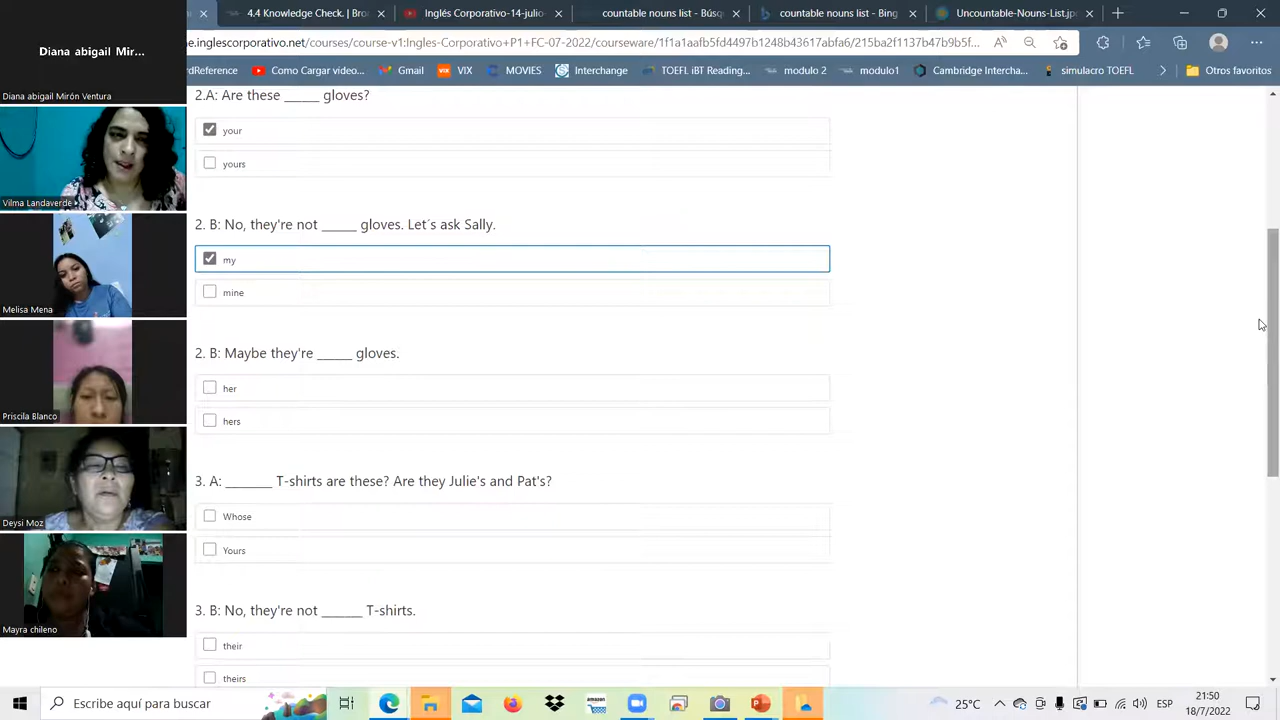 Diana abigail Mir...
Diana abigail Mirón Ventura
Vilma Landaverde
Melisa Mena
Priscila Blanco
Deysi Moz
Mayra chileno
4.4 Knowledge Check. | Bro
Inglés Corporativo-14-julio
countable nouns list - Búsq
countable nouns list - Bing
Uncountable-Nouns-List.jpg
e.inglescorporativo.net/courses/course-v1:Ingles-Corporativo+P1+FC-07-2022/courseware/1f1a1aafb5fd4497b1248b43617abfa6/215ba2f1137b47b9b5f...
rdReference
Como Cargar video...
Gmail
VIX
MOVIES
Interchange
TOEFL iBT Reading...
modulo 2
modulo1
Cambridge Intercha...
simulacro TOEFL
Otros favoritos
2.A: Are these _____ gloves?
your
yours
2. B: No, they're not _____ gloves. Let´s ask Sally.
my
mine
2. B: Maybe they're _____ gloves.
her
hers
3. A: _______ T-shirts are these? Are they Julie's and Pat's?
Whose
Yours
3. B: No, they're not ______ T-shirts.
their
theirs
Escribe aquí para buscar
amazon
25°C
ESP
21:50
18/7/2022